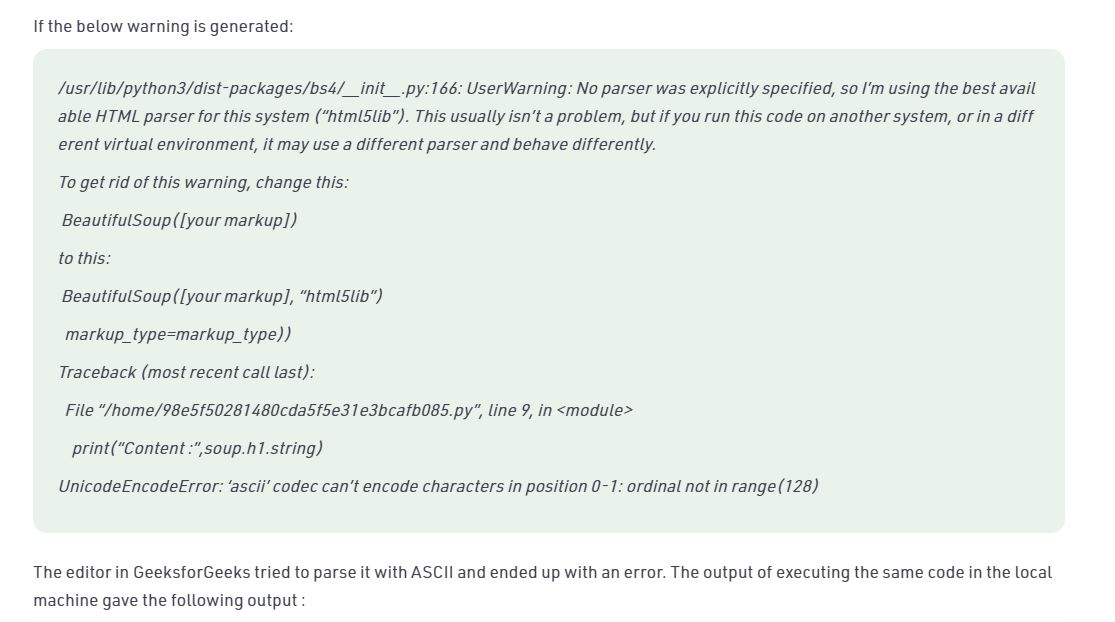 If the below warning is generated:
/usr/lib/python3/dist-packages/bs4/__init__.py:166: UserWarning: No parser was explicitly specified, so I’m using the best avail
able HTML parser for this system (“html5lib”). This usually isn’t a problem, but if you run this code on another system, or in a diff
erent virtual environment, it may use a different parser and behave differently.
To get rid of this warning, change this:
BeautifulSoup([your markup])
to this:
BeautifulSoup([your markup], “html5lib”)
markup_type=markup_type))
Traceback (most recent call last):
File “/home/98e5f50281480cda5f5e31e3bcafb085.py”, line 9, in <module>
print(“Content :”,soup.h1.string)
UnicodeEncodeError: ‘ascii’ codec can’t encode characters in position 0-1: ordinal not in range(128)
The editor in GeeksforGeeks tried to parse it with ASCII and ended up with an error. The output of executing the same code in the local
machine gave the following output :